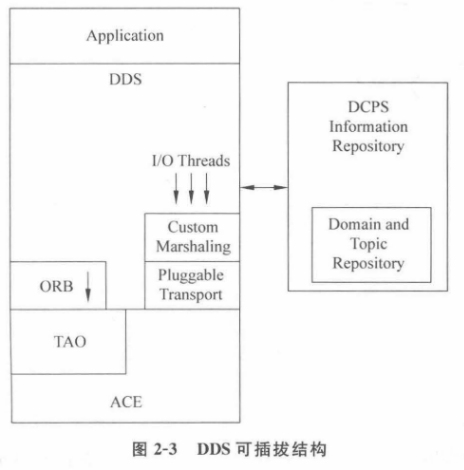 Application
DDS
I/O Threads
Custom
Marshaling
Pluggable
Transport
ORB
TAO
ACE
DCPS
Information
Repository
Domain and
Topic
Repository
图 2-3 DDS 可插拔结构